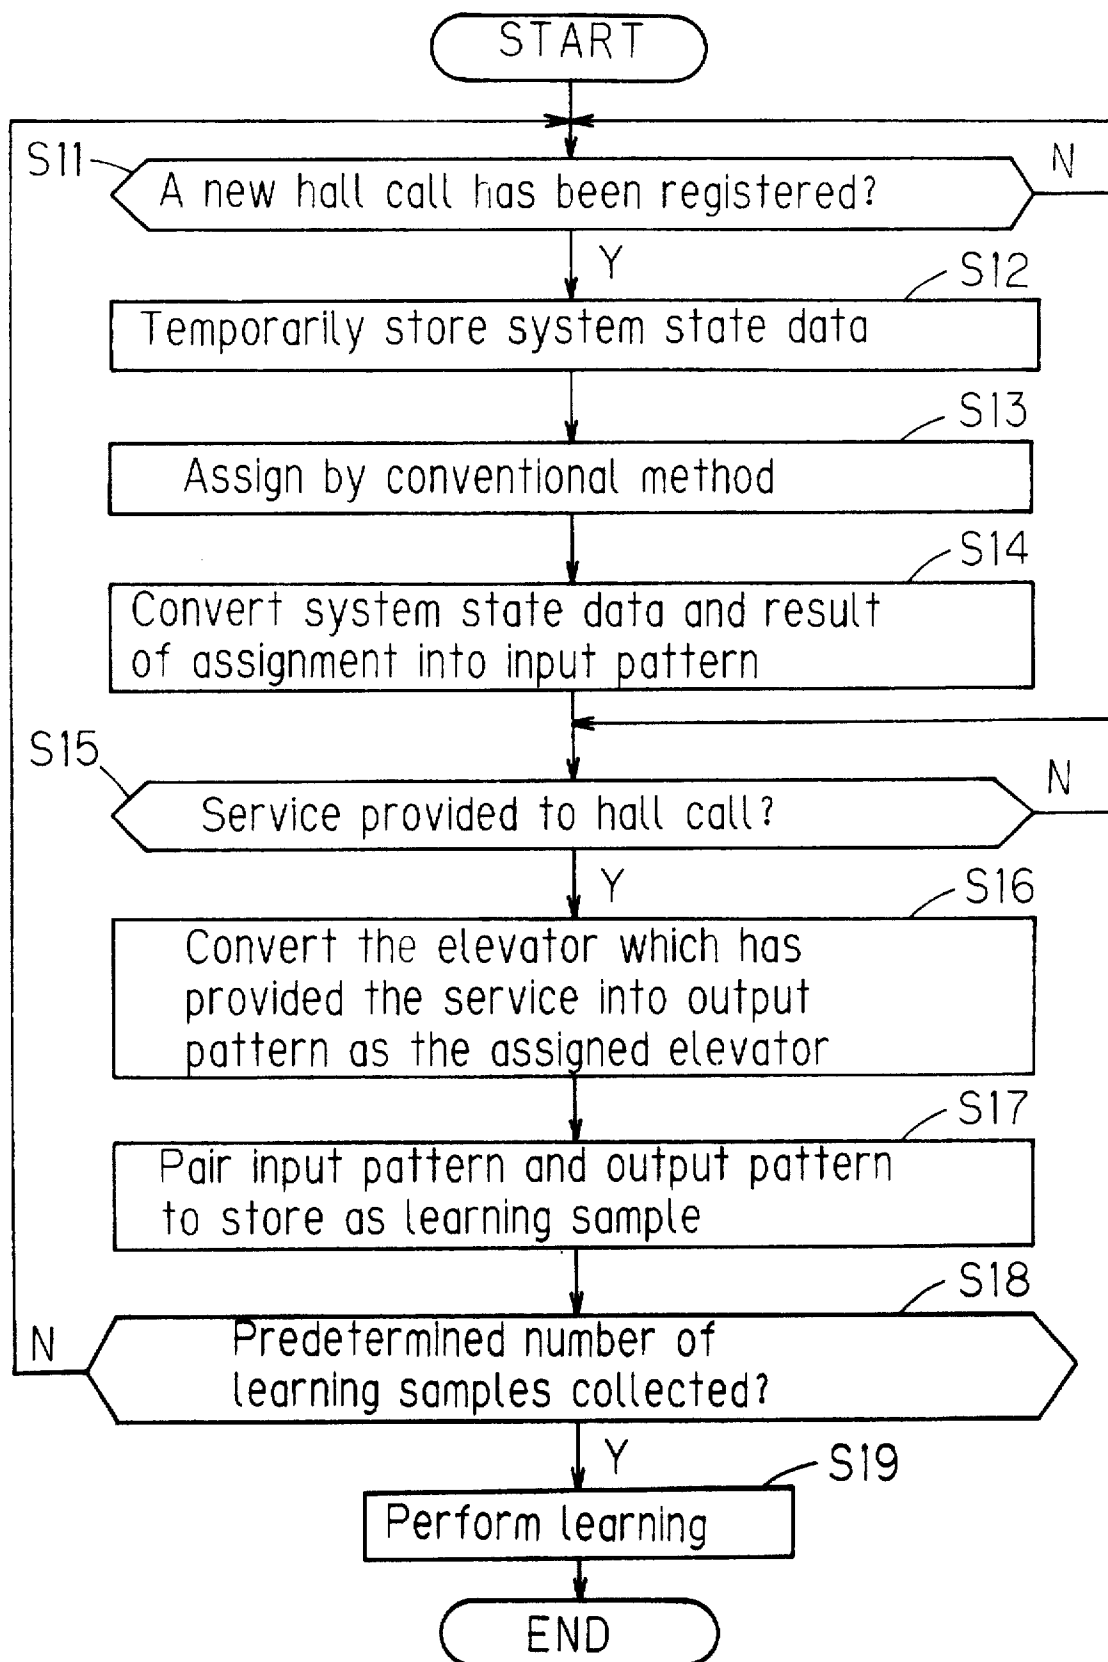 START
S11
A new hall call has been registered?
N
Y
S12
Temporarily store system state data
S13
Assign by conventional method
S14
Convert system state data and result
of assignment into input pattern
S15
Service provided to hall call?
N
Y
S16
Convert the elevator which has
provided the service into output
pattern as the assigned elevator
S17
Pair input pattern and output pattern
to store as learning sample
S18
N
Predetermined number of
learning samples collected?
Y
S19
Perform learning
END